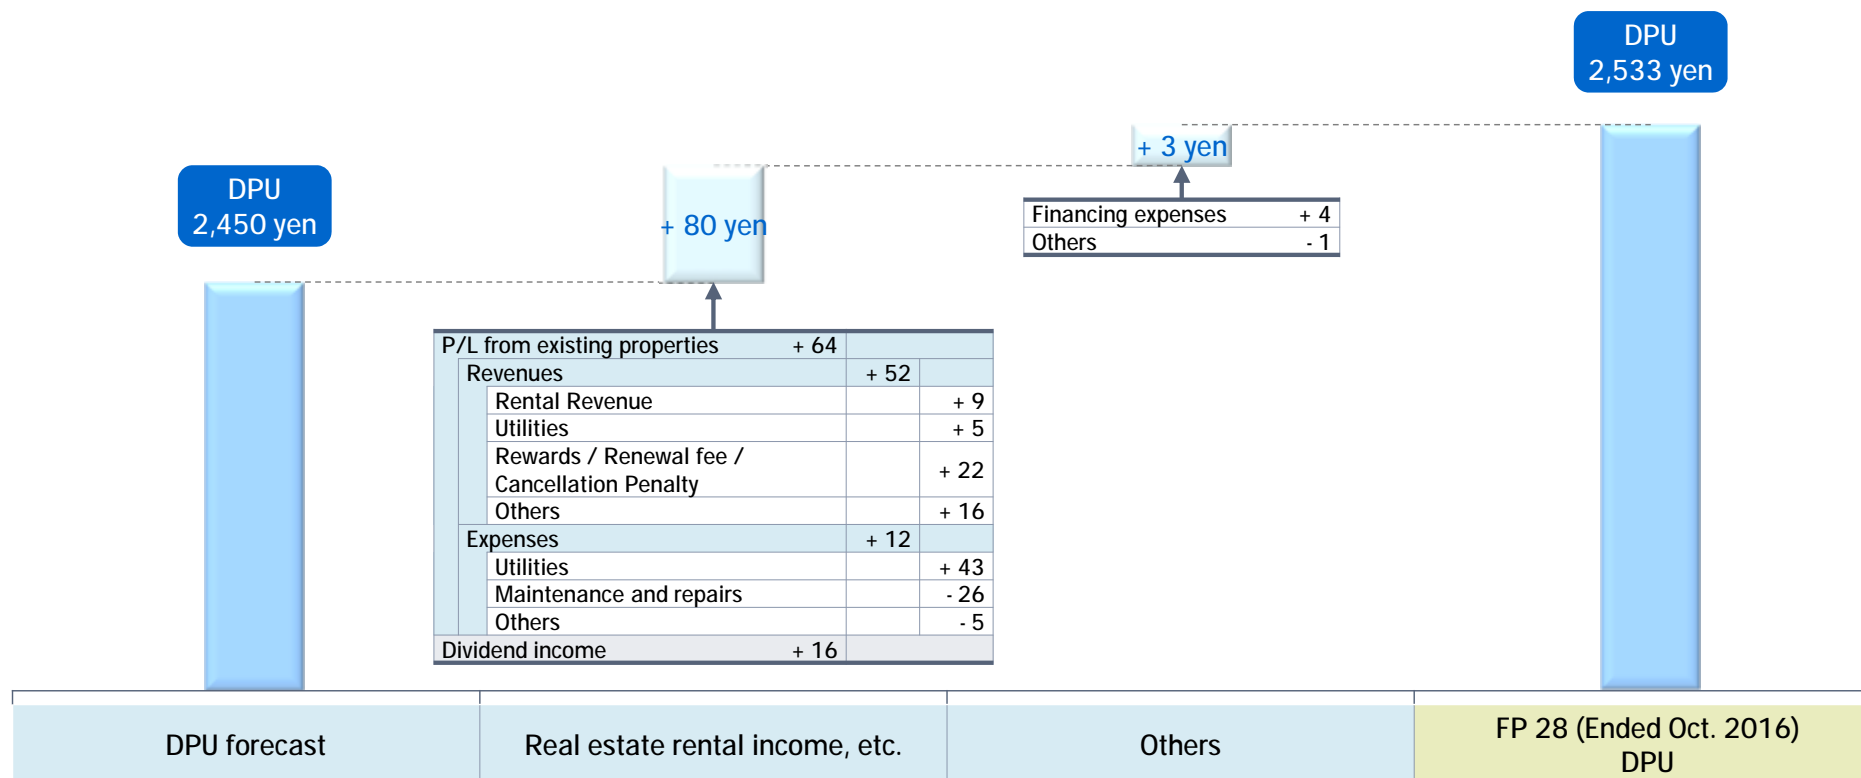 DPU
2,533 yen
+ 3 yen
DPU
2,450 yen
+ 80 yen
Financing expenses + 4
Others - 1
P/L from existing properties + 64
Revenues + 52
Rental Revenue + 9
Utilities + 5
Rewards / Renewal fee /
Cancellation Penalty + 22
Others + 16
Expenses + 12
Utilities + 43
Maintenance and repairs - 26
Others - 5
Dividend income + 16
DPU forecast
Real estate rental income, etc.
Others
FP 28 (Ended Oct. 2016)
DPU